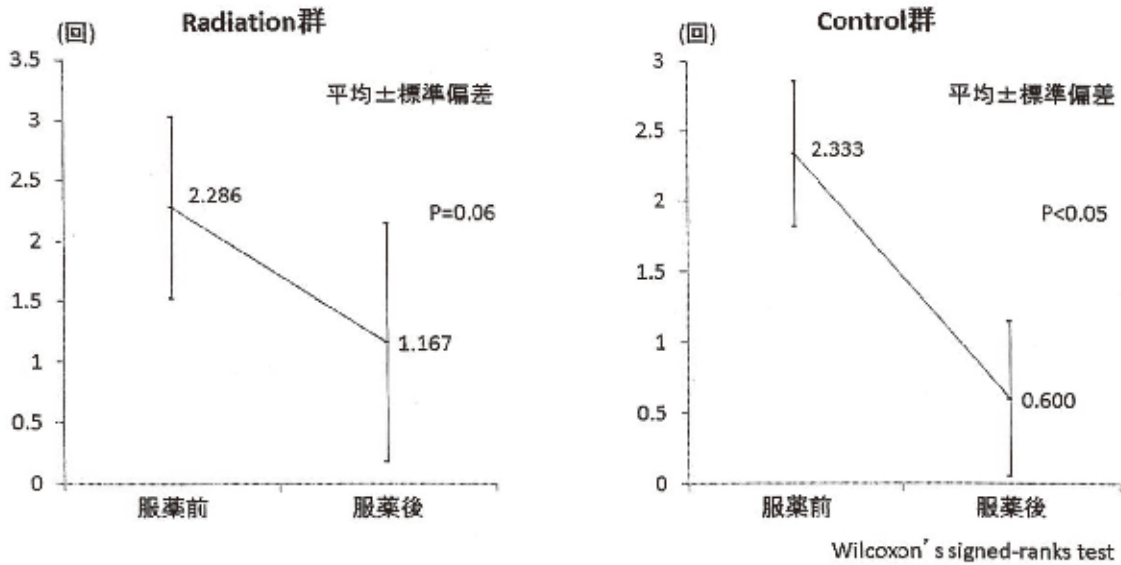 Radiation群
(回)
平均±標準偏差
3.5
3
2.5
2
1.5
1
0.5
0
2.286
P=0.06
1.167
服薬前
服薬後
Control群
(回)
平均±標準偏差
3
2.5
2
1.5
1
0.5
0
2.333
P<0.05
0.600
服薬前
服薬後
Wilcoxon's signed-ranks test